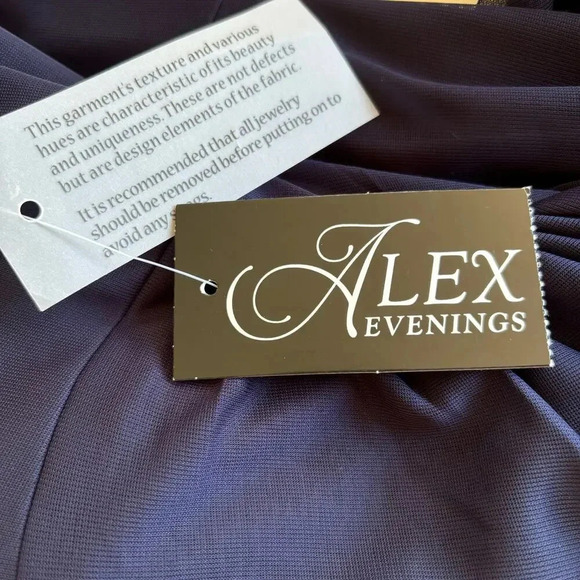 This garment's texture and various
hues are characteristic of its beauty
and uniqueness. These are not defects
but are design elements of the fabric.
It is recommended that all jewelry
should be removed before putting on to
avoid any snags.
ALEX
EVENINGS